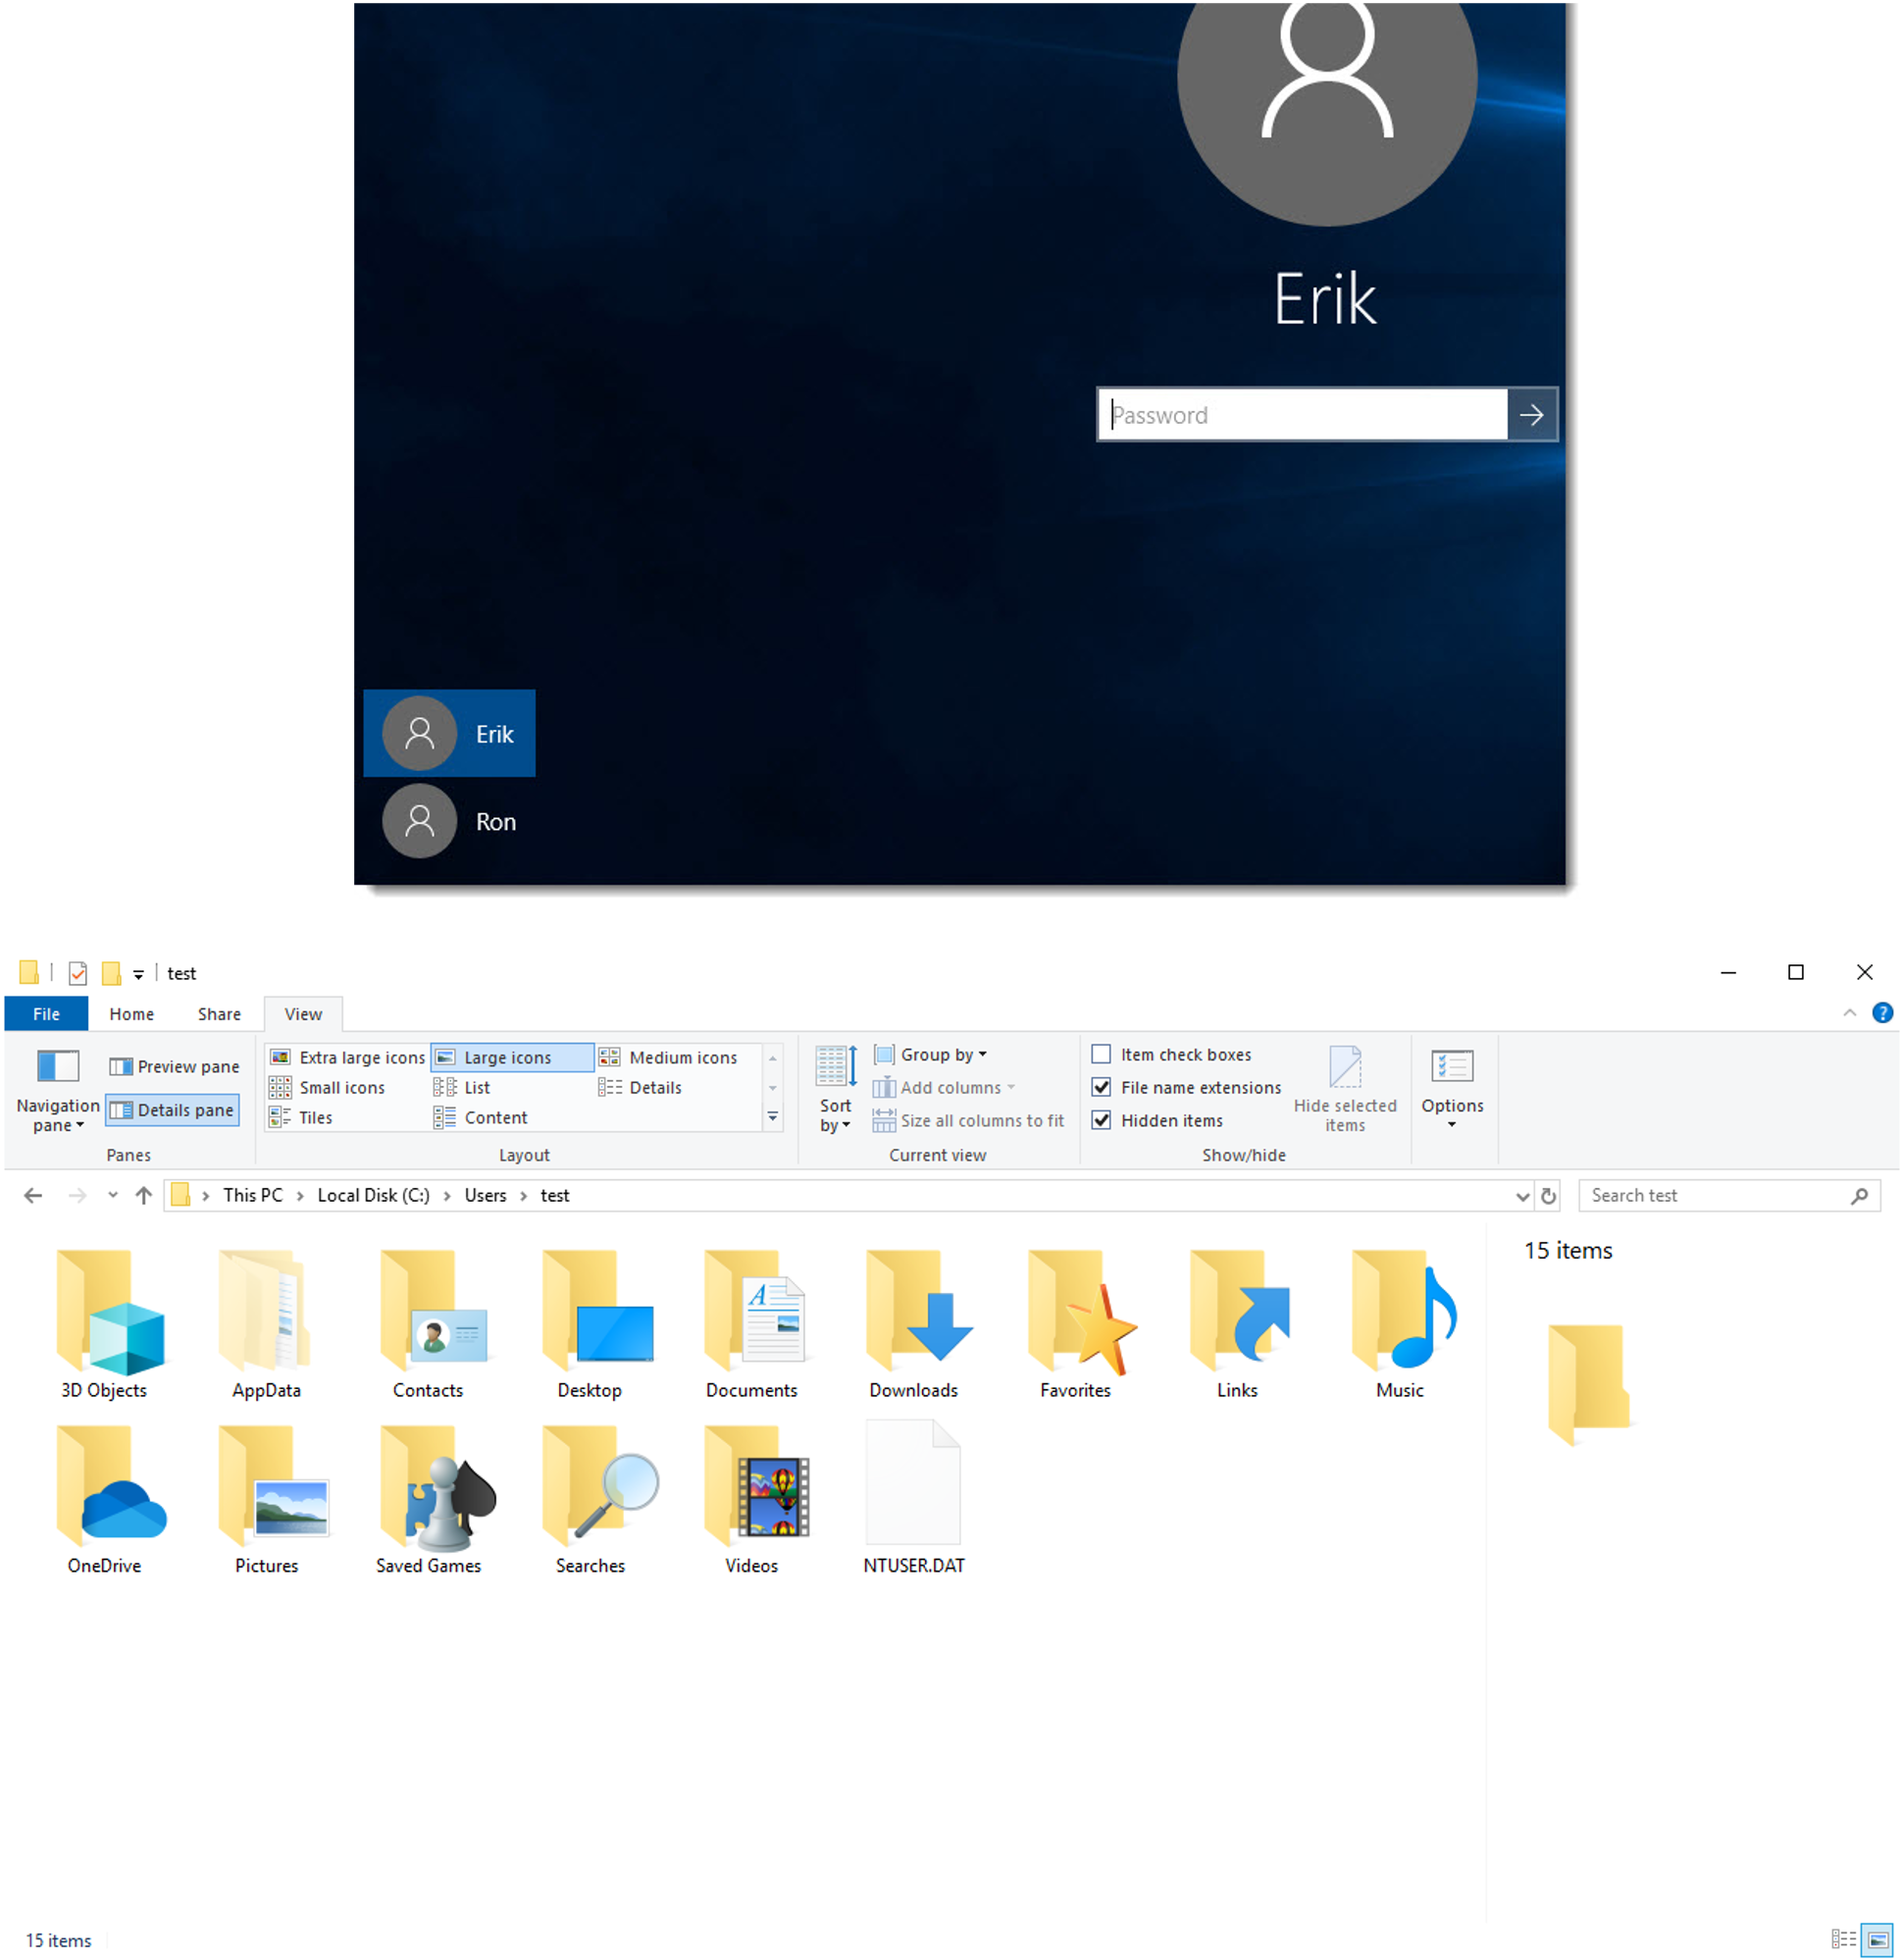 Erik
Password
Erik
Ron
test
File Home Share View
Navigation pane
Preview pane
Details pane
Panes
Extra large icons Large icons Medium icons
Small icons List Details
Tiles Content
Layout
Sort by
Group by
Add columns
Size all columns to fit
Current view
Item check boxes
File name extensions
Hidden items
Hide selected items
Show/hide
Options
This PC > Local Disk (C:) > Users > test
Search test
15 items
3D Objects AppData Contacts Desktop Documents Downloads Favorites Links Music
OneDrive Pictures Saved Games Searches Videos NTUSER.DAT
15 items